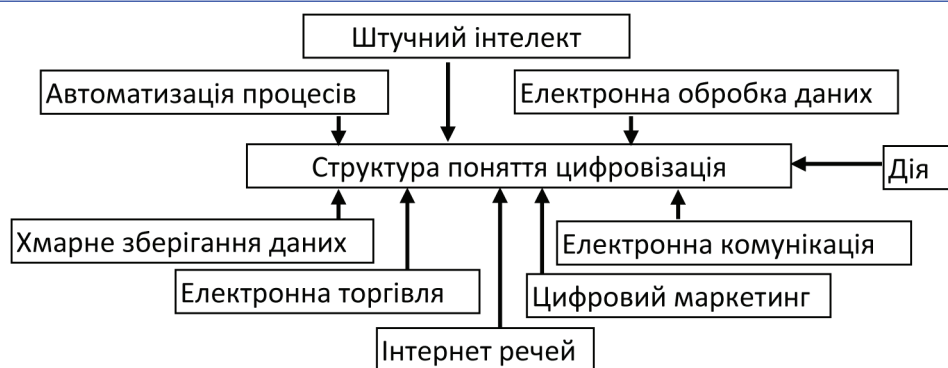 Штучний інтелект
Автоматизація процесів
Електронна обробка даних
Структура поняття цифровізація
Дія
Хмарне зберігання даних
Електронна комунікація
Електронна торгівля
Цифровий маркетинг
Інтернет речей